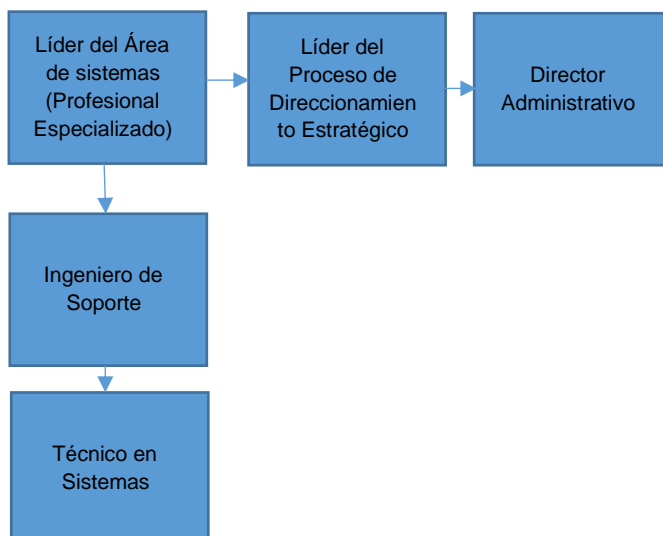 Líder del Área
de sistemas
(Profesional
Especializado)
Líder del
Proceso de
Direccionamien
to Estratégico
Director
Administrativo
Ingeniero de
Soporte
Técnico en
Sistemas